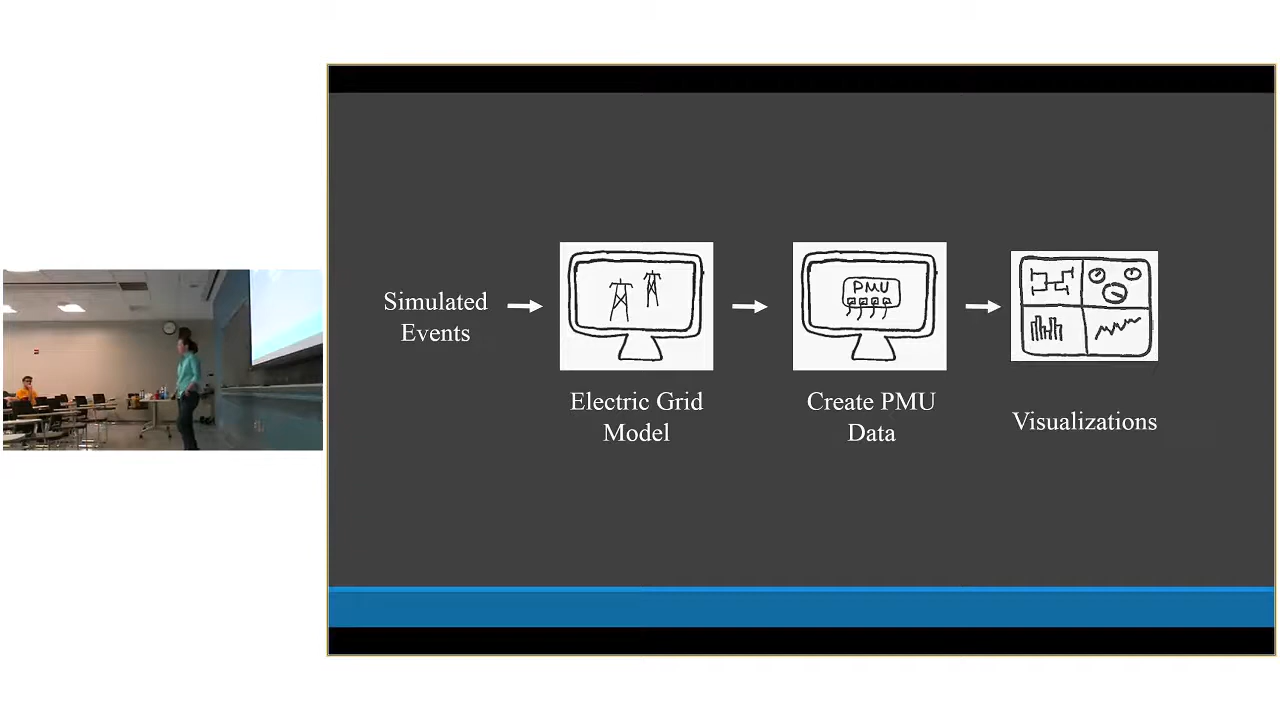 Simulated
Events
PMU
Electric Grid
Model
Create PMU
Data
Visualizations